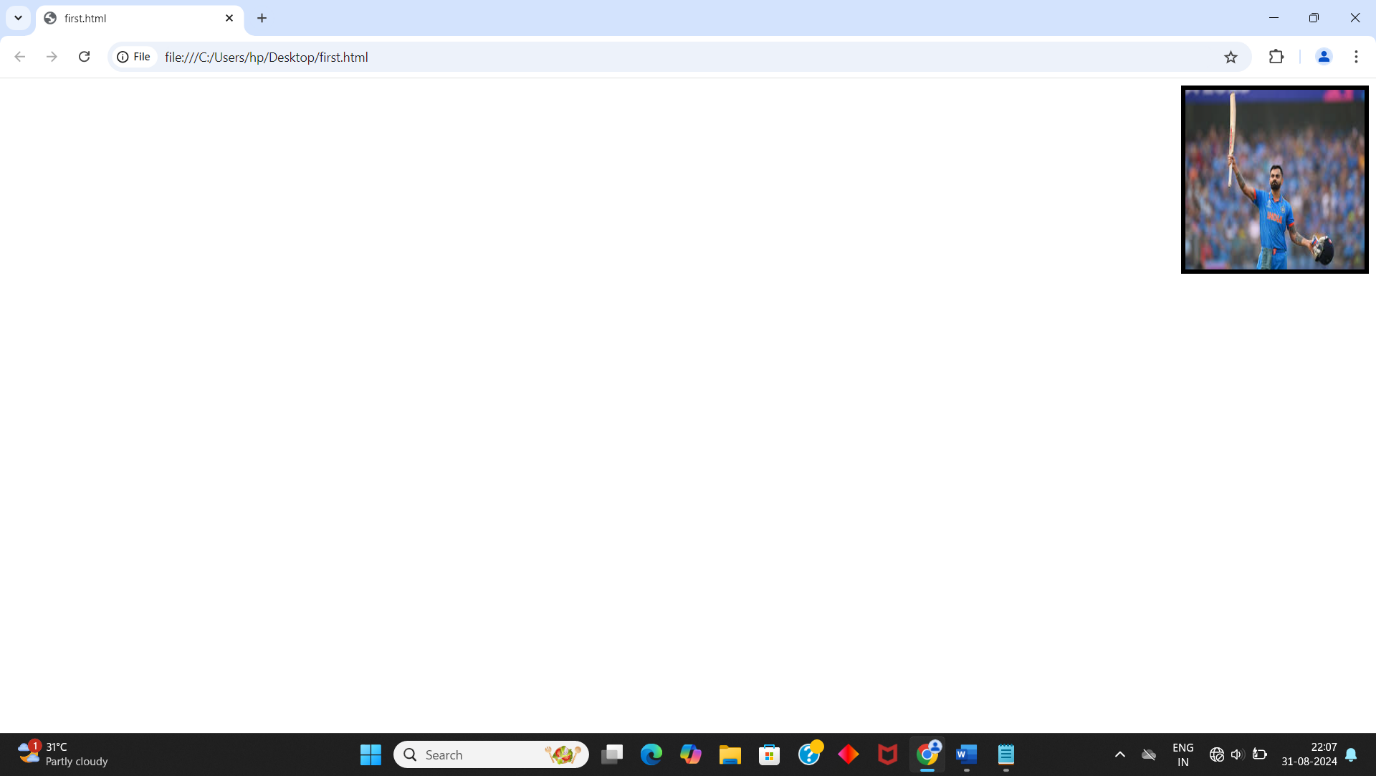 first.html
File
file:///C:/Users/hp/Desktop/first.html
INDIA
1
31°C
Partly cloudy
Search
W
ENG
IN
22:07
31-08-2024